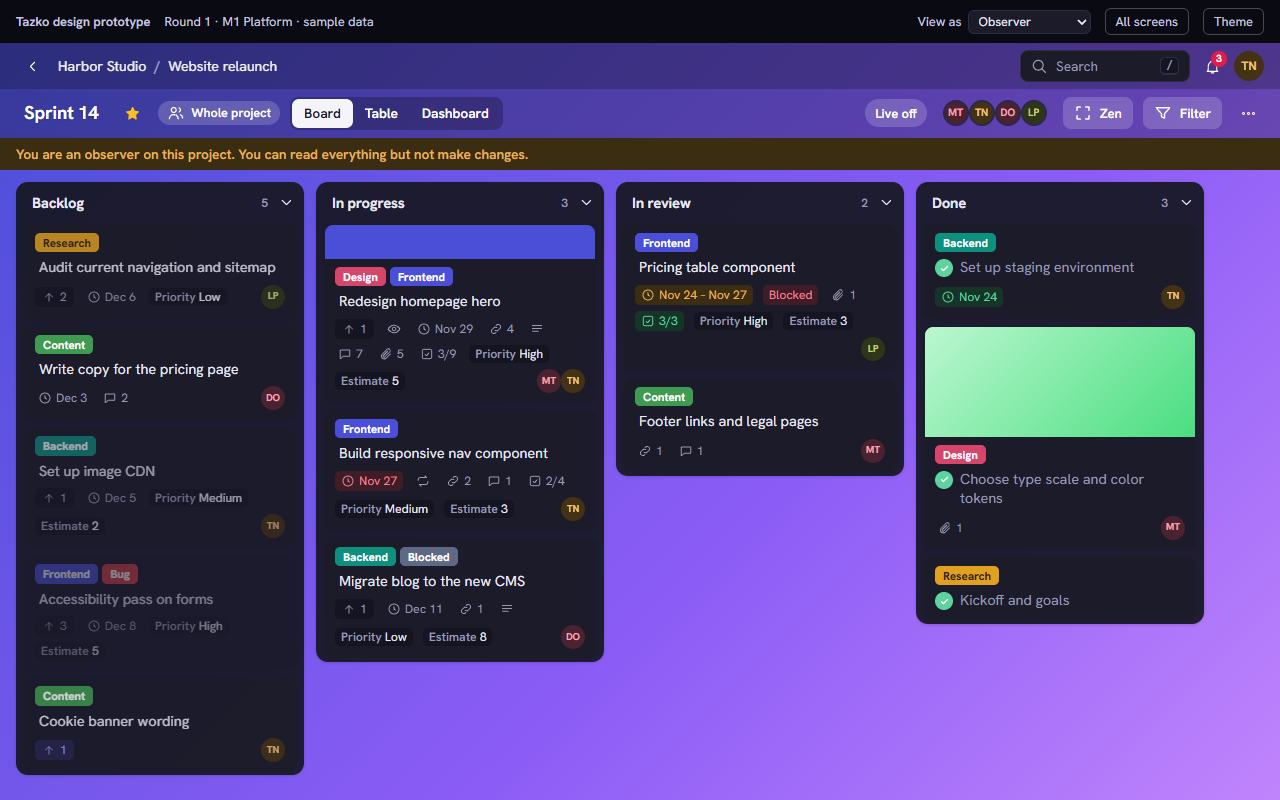 Tazko design prototype Round 1 · M1 Platform · sample data View as Observer All screens Theme
Harbor Studio / Website relaunch Search / 3 TN
Sprint 14 Whole project Board Table Dashboard Live off MT TN DO LP Zen Filter
You are an observer on this project. You can read everything but not make changes.
Backlog 5
Research
Audit current navigation and sitemap
2 Dec 6 Priority Low LP
Content
Write copy for the pricing page
Dec 3 2 DO
Backend
Set up image CDN
1 Dec 5 Priority Medium
Estimate 2 TN
Frontend Bug
Accessibility pass on forms
3 Dec 8 Priority High
Estimate 5
Content
Cookie banner wording
1 TN
In progress 3
Design Frontend
Redesign homepage hero
1 Nov 29 4
7 5 3/9 Priority High
Estimate 5 MT TN
Frontend
Build responsive nav component
Nov 27 2 1 2/4
Priority Medium Estimate 3 TN
Backend Blocked
Migrate blog to the new CMS
1 Dec 11 1
Priority Low Estimate 8 DO
In review 2
Frontend
Pricing table component
Nov 24 - Nov 27 Blocked 1
3/3 Priority High Estimate 3
LP
Content
Footer links and legal pages
1 1 MT
Done 3
Backend
Set up staging environment
Nov 24 TN
Design
Choose type scale and color
tokens
1 MT
Research
Kickoff and goals